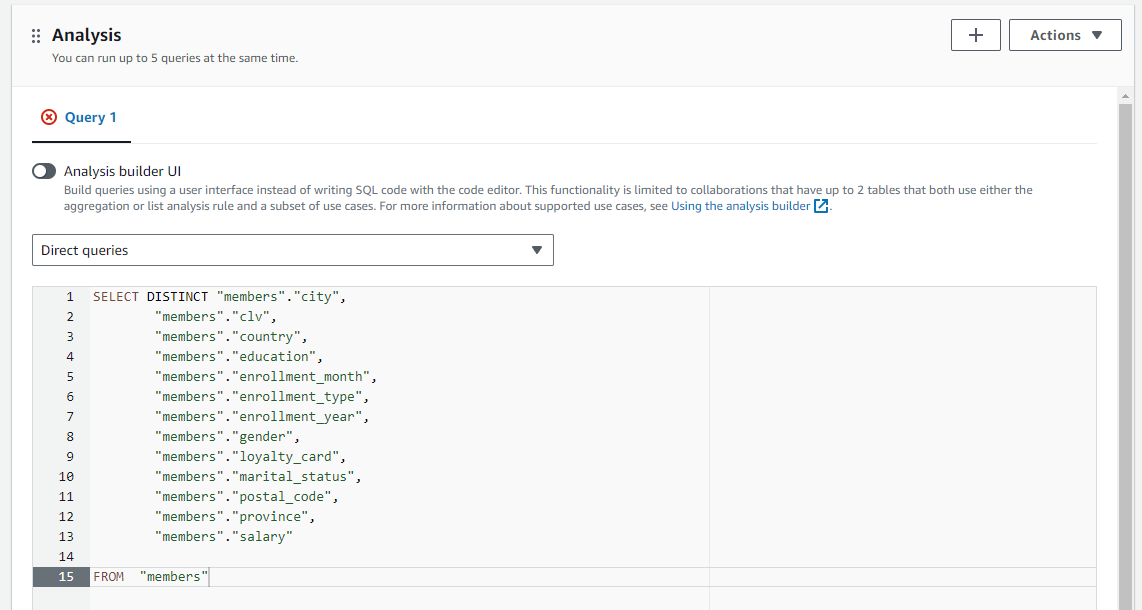 Analysis
You can run up to 5 queries at the same time.
Actions
Query 1
Analysis builder UI
Build queries using a user interface instead of writing SQL code with the code editor. This functionality is limited to collaborations that have up to 2 tables that both use either the
aggregation or list analysis rule and a subset of use cases. For more information about supported use cases, see Using the analysis builder.
Direct queries
1 SELECT DISTINCT "members"."city",
2 "members"."clv",
3 "members"."country",
4 "members"."education",
5 "members"."enrollment_month",
6 "members"."enrollment_type",
7 "members"."enrollment_year",
8 "members"."gender",
9 "members"."loyalty_card",
10 "members"."marital_status",
11 "members"."postal_code",
12 "members"."province",
13 "members"."salary"
14
15 FROM "members"